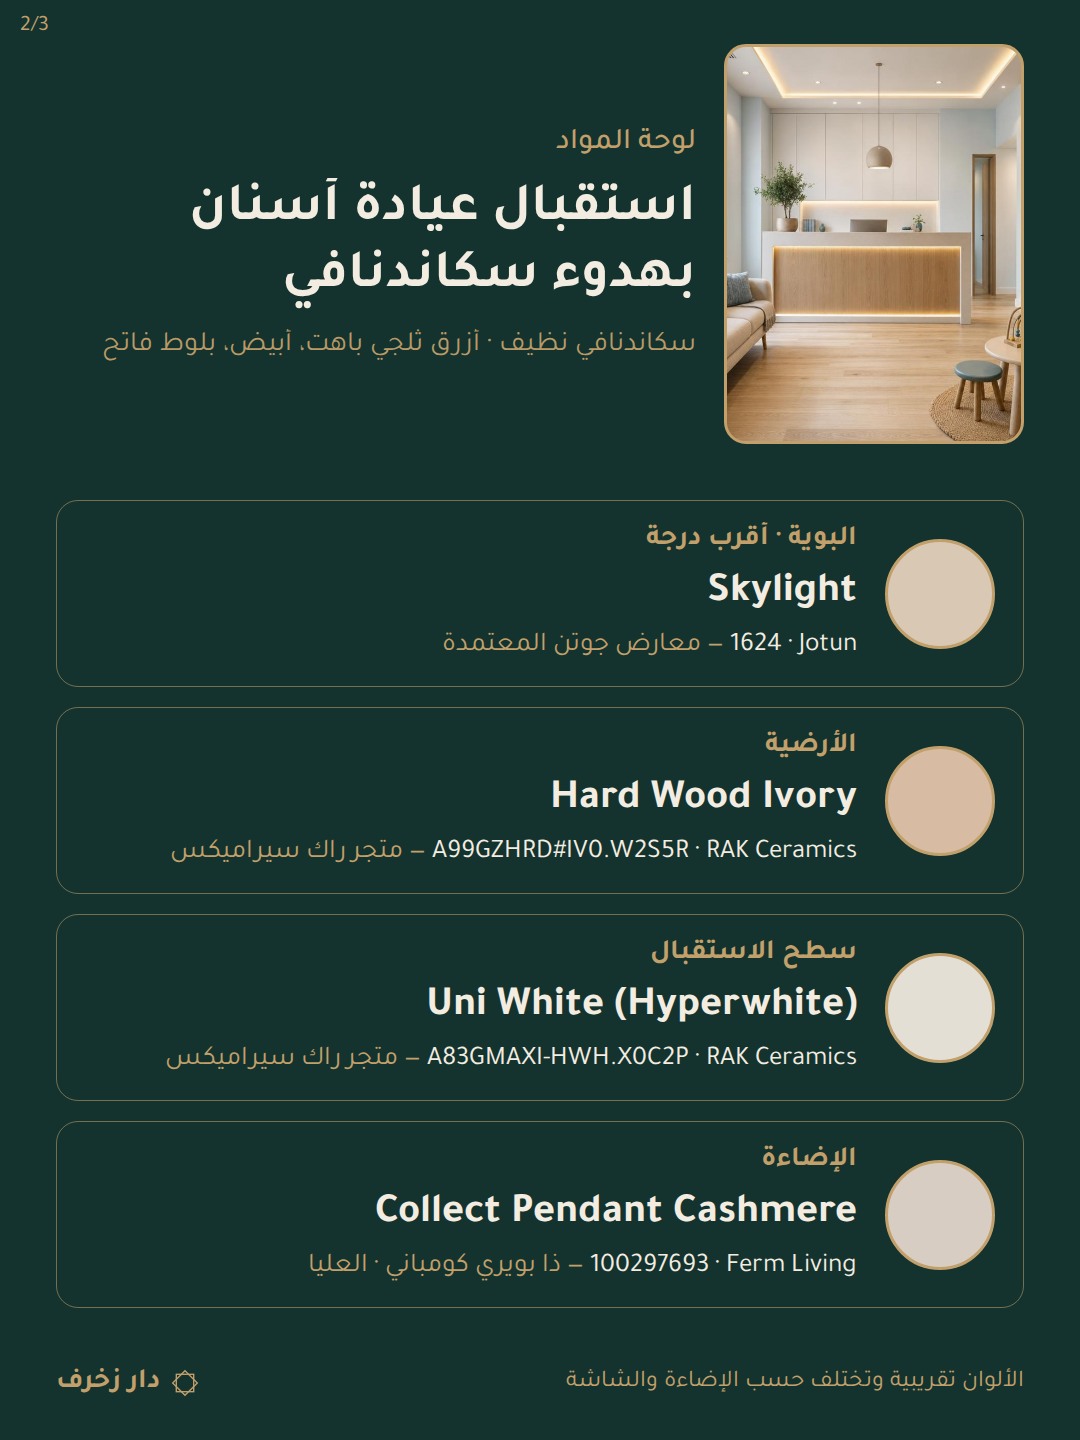 2/3
لوحة المواد
استقبال عيادة أسنان
بهدوء سكاندنافي
سكاندنافي نظيف · أزرق ثلجي باهت، أبيض، بلوط فاتح
البوية · أقرب درجة
Skylight
Jotun · 1624 – معارض جوتن المعتمدة
الأرضية
Hard Wood Ivory
RAK Ceramics · A99GZHRD#IV0.W2S5R – متجر راك سيراميكس
سطح الاستقبال
Uni White (Hyperwhite)
RAK Ceramics · A83GMAXI-HWH.X0C2P – متجر راك سيراميكس
الإضاءة
Collect Pendant Cashmere
Ferm Living · 100297693 – ذا بويري كومباني · العليا
الألوان تقريبية وتختلف حسب الإضاءة والشاشة
دار زخرف